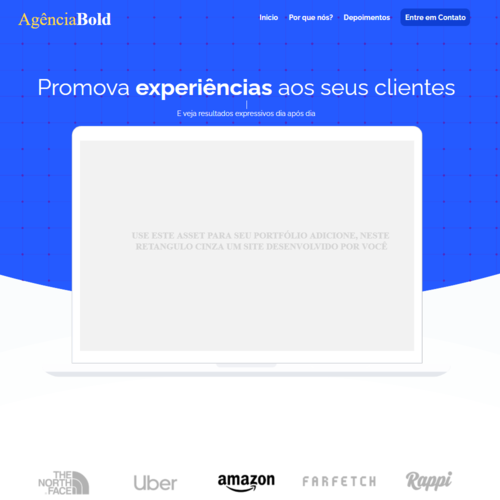 AgênciaBold
Inicio Por que nós? Depoimentos Entre em Contato
Promova experiências aos seus clientes
E veja resultados expressivos dia após dia
USE ESTE ASSET PARA SEU PORTFÓLIO ADICIONE, NESTE
RETANGULO CINZA UM SITE DESENVOLVIDO POR VOCÊ
THE
NORTH
FACE
Uber
amazon
FARFETCH
Rappi